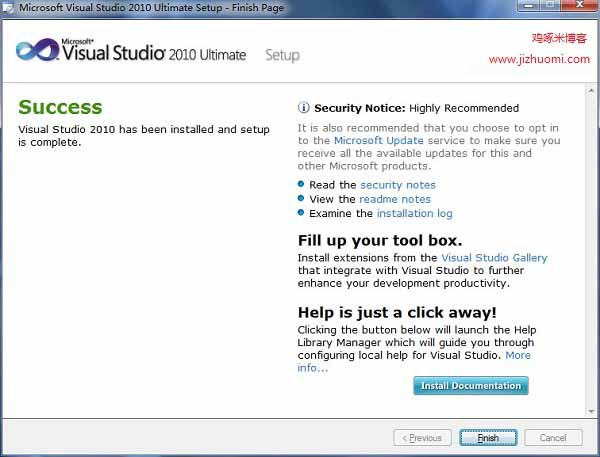 Microsoft Visual Studio 2010 Ultimate Setup - Finish Page
Microsoft®
Visual Studio® 2010 Ultimate Setup
鸡啄米博客
www.jizhuomi.com
Success
Visual Studio 2010 has been installed and setup
is complete.
Security Notice: Highly Recommended
It is also recommended that you choose to opt in
to the Microsoft Update service to make sure you
receive all the available updates for this and
other Microsoft products.
Read the security notes
View the readme notes
Examine the installation log
Fill up your tool box.
Install extensions from the Visual Studio Gallery
that integrate with Visual Studio to further
enhance your development productivity.
Help is just a click away!
Clicking the button below will launch the Help
Library Manager which will guide you through
configuring local help for Visual Studio. More
info...
Install Documentation
< Previous
Finish
Cancel